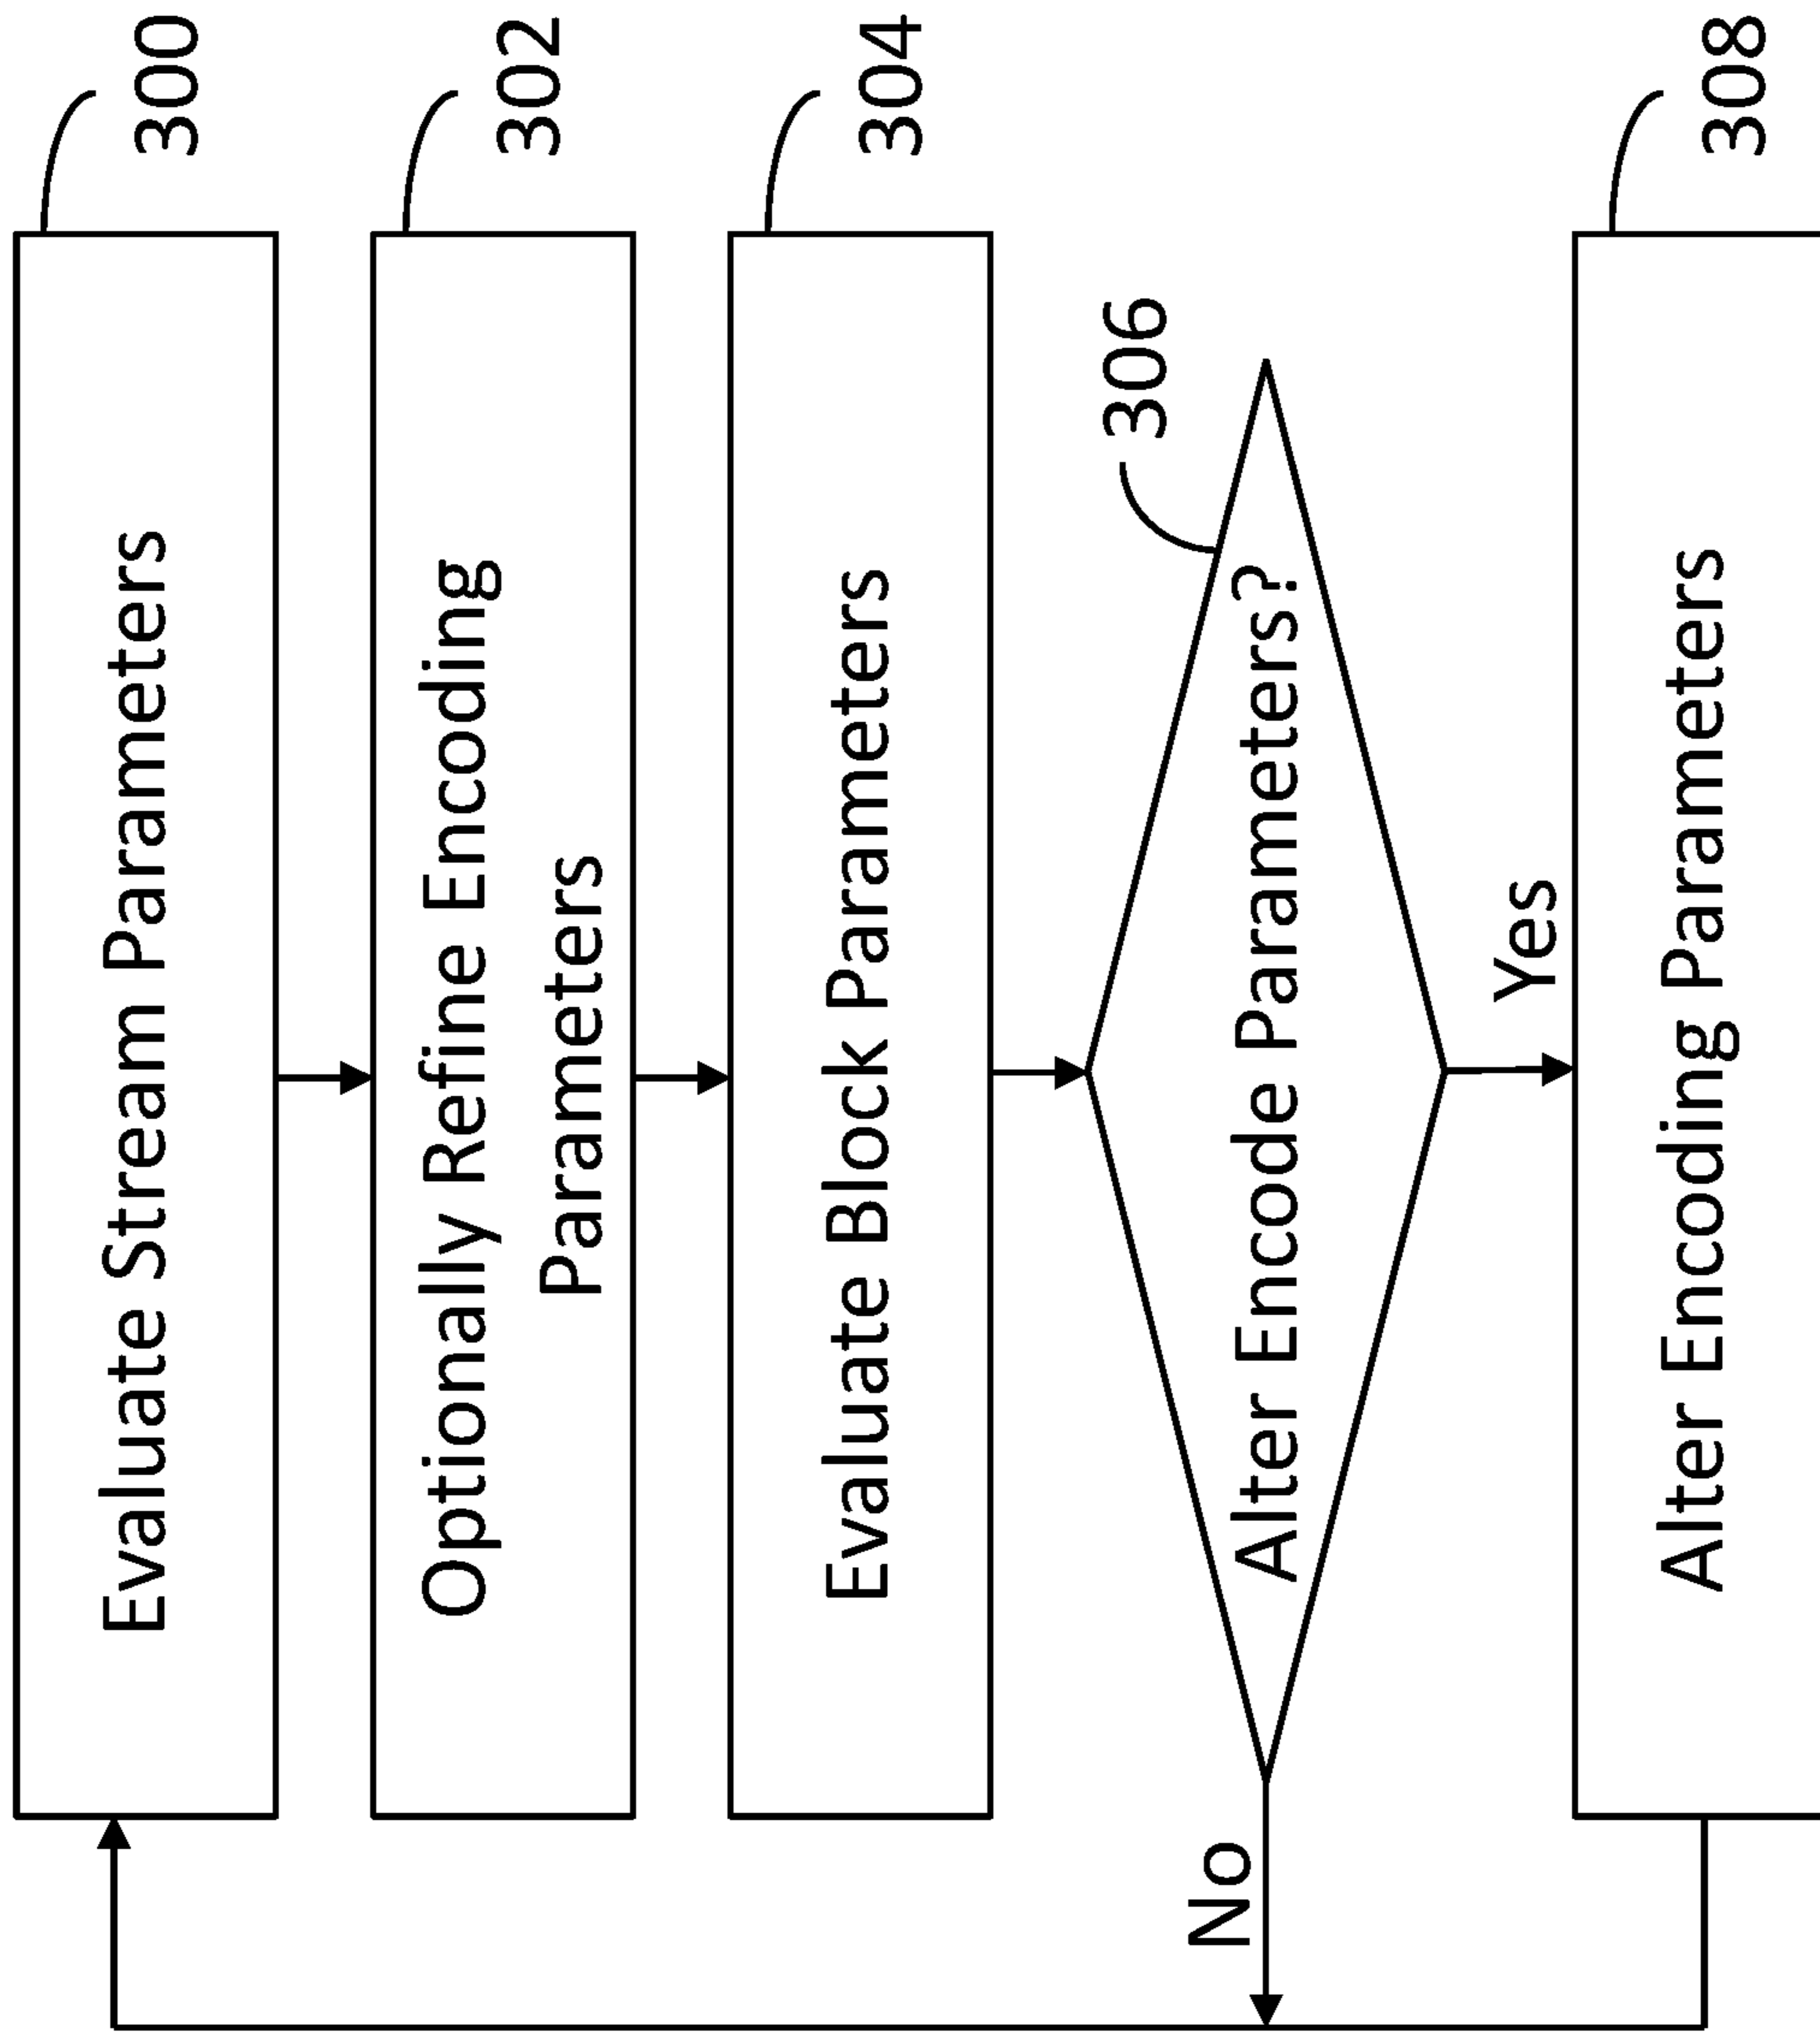 Evaluate Stream Parameters
300
Optionally Refine Encoding
Parameters
302
Evaluate Block Parameters
304
306
Alter Encode Parameters?
No
Yes
Alter Encoding Parameters
308